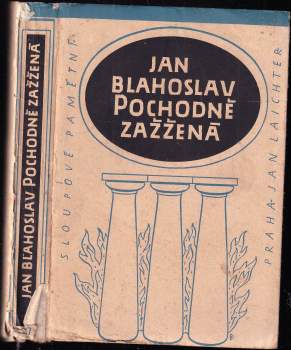 JAN BLAHOSLAV POCHODNĚ ZAŽŽENÁ
SLOUPOVÉ PAMĚTNÍ
JAN
BLAHOSLAV
POCHODNĚ
ZAŽŽENÁ
PRAHA-JAN LAICHTER